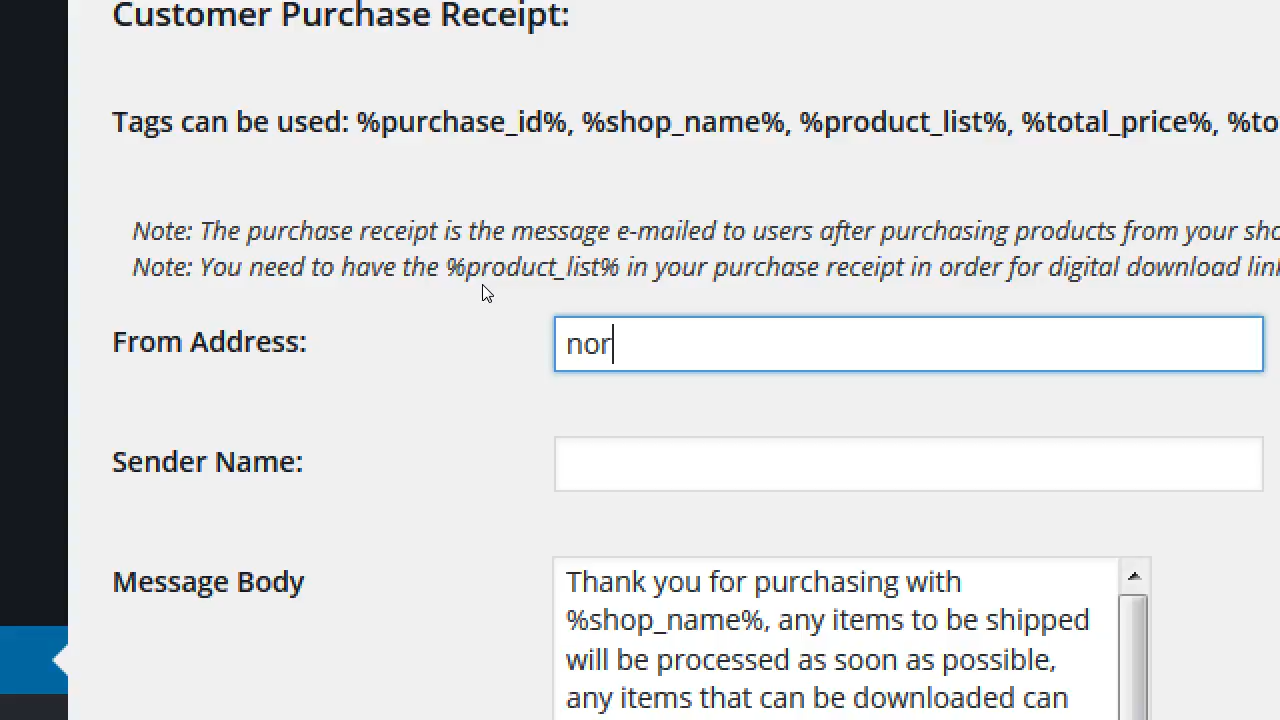 Customer Purchase Receipt:
Tags can be used: %purchase_id%, %shop_name%, %product_list%, %total_price%, %to
Note: The purchase receipt is the message e-mailed to users after purchasing products from your sho
Note: You need to have the %product_list% in your purchase receipt in order for digital download link
From Address:
nor
Sender Name:
Message Body
Thank you for purchasing with
%shop_name%, any items to be shipped
will be processed as soon as possible,
any items that can be downloaded can